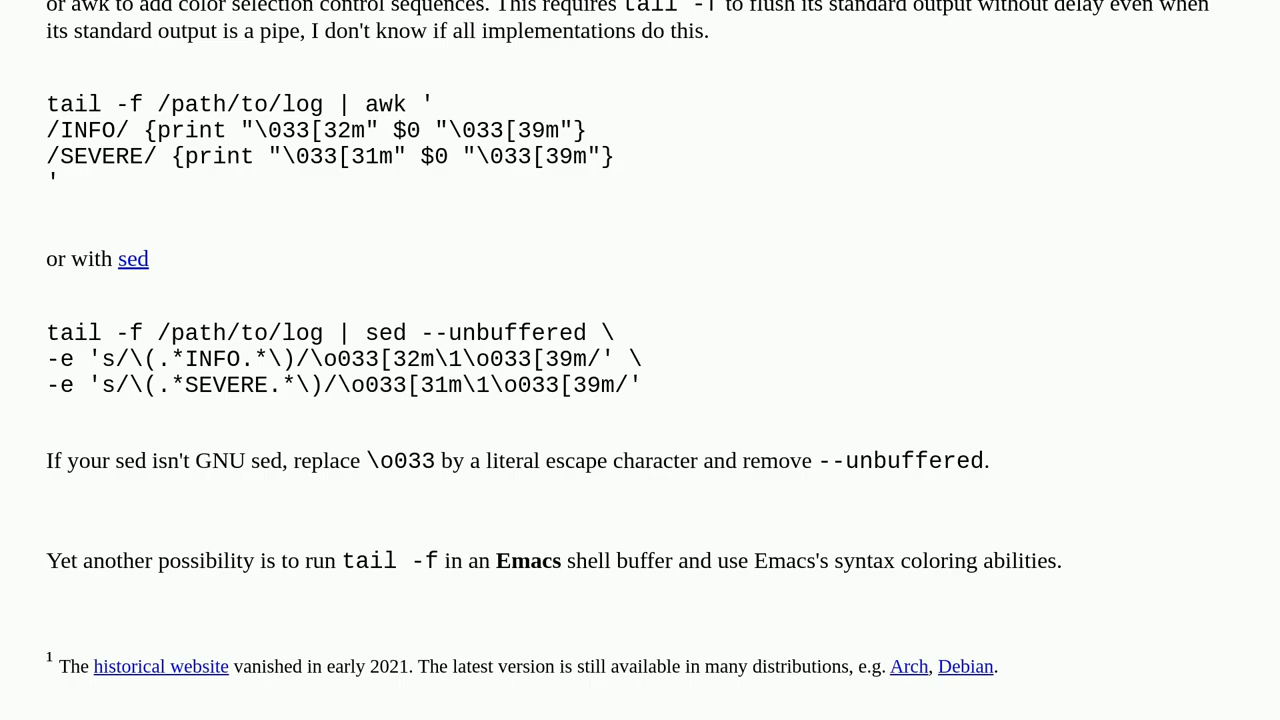 or awk to add color selection control sequences. This requires tail -f to flush its standard output without delay even when
its standard output is a pipe, I don't know if all implementations do this.
tail -f /path/to/log | awk '
/INFO/ {print "\033[32m" $0 "\033[39m"}
/SEVERE/ {print "\033[31m" $0 "\033[39m"}
'
or with sed
tail -f /path/to/log | sed --unbuffered \
-e 's/\(.*INFO.*\)/\o033[32m\1\o033[39m/' \
-e 's/\(.*SEVERE.*\)/\o033[31m\1\o033[39m/'
If your sed isn't GNU sed, replace \o033 by a literal escape character and remove --unbuffered.
Yet another possibility is to run tail -f in an Emacs shell buffer and use Emacs's syntax coloring abilities.
1 The historical website vanished in early 2021. The latest version is still available in many distributions, e.g. Arch, Debian.